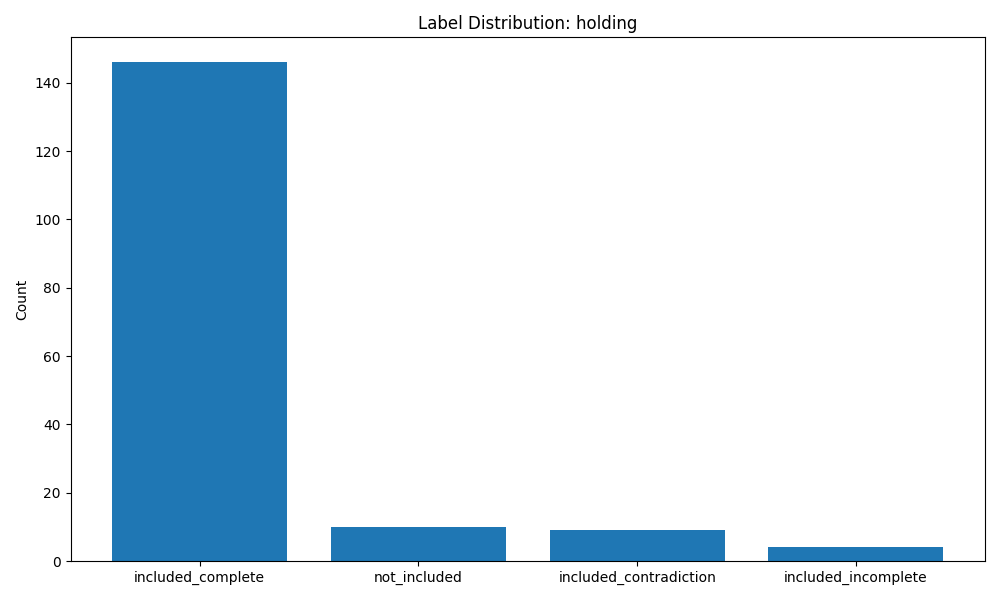 Label Distribution: holding
140
120
100
80
60
40
20
0
Count
included_complete
not_included
included_contradiction
included_incomplete